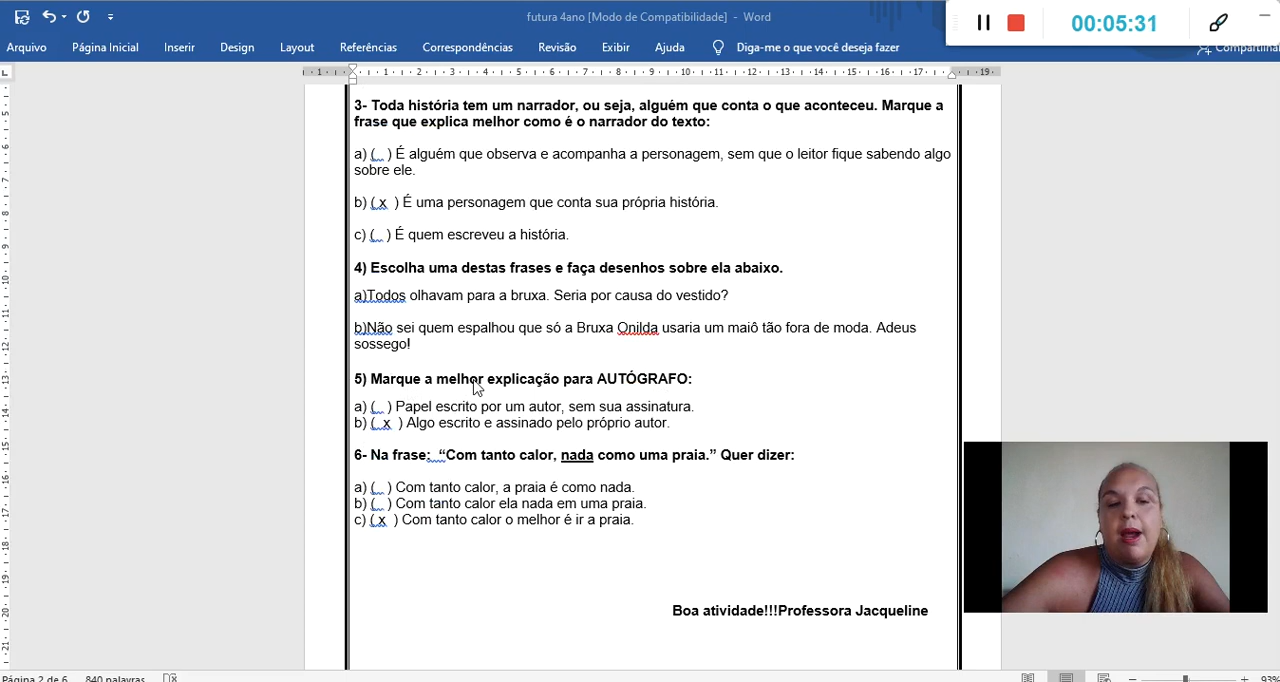 futura 4ano [Modo de Compatibilidade] - Word
00:05:31
Arquivo Página Inicial Inserir Design Layout Referências Correspondências Revisão Exibir Ajuda Diga-me o que você deseja fazer Compartilha
3- Toda história tem um narrador, ou seja, alguém que conta o que aconteceu. Marque a
frase que explica melhor como é o narrador do texto:
a) ( ) É alguém que observa e acompanha a personagem, sem que o leitor fique sabendo algo
sobre ele.
b) ( x ) É uma personagem que conta sua própria história.
c) ( ) É quem escreveu a história.
4) Escolha uma destas frases e faça desenhos sobre ela abaixo.
a)Todos olhavam para a bruxa. Seria por causa do vestido?
b)Não sei quem espalhou que só a Bruxa Onilda usaria um maiô tão fora de moda. Adeus
sossego!
5) Marque a melhor explicação para AUTÓGRAFO:
a) ( ) Papel escrito por um autor, sem sua assinatura.
b) ( x ) Algo escrito e assinado pelo próprio autor.
6- Na frase: “Com tanto calor, nada como uma praia.” Quer dizer:
a) ( ) Com tanto calor, a praia é como nada.
b) ( ) Com tanto calor ela nada em uma praia.
c) ( x ) Com tanto calor o melhor é ir a praia.
Boa atividade!!!Professora Jacqueline
Página 2 de 6 840 palavras 93%